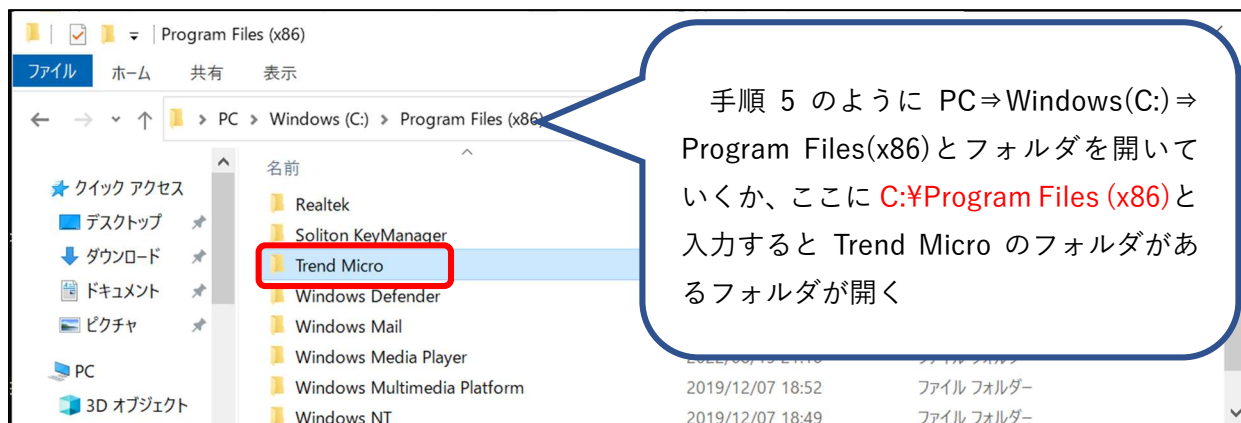 Program Files (x86)
ファイル ホーム 共有 表示
PC > Windows (C:) > Program Files (x86)
手順 5 のように PC⇒Windows(C:)⇒
Program Files(x86)とフォルダを開いて
いくか、ここに C:¥Program Files (x86)と
入力すると Trend Micro のフォルダがあ
るフォルダが開く
名前
クイック アクセス
デスクトップ
ダウンロード
ドキュメント
ピクチャ
PC
3D オブジェクト
Realtek
Soliton KeyManager
Trend Micro
Windows Defender
Windows Mail
Windows Media Player
Windows Multimedia Platform 2019/12/07 18:52 ファイル フォルダー
Windows NT 2019/12/07 18:49 ファイル フォルダー